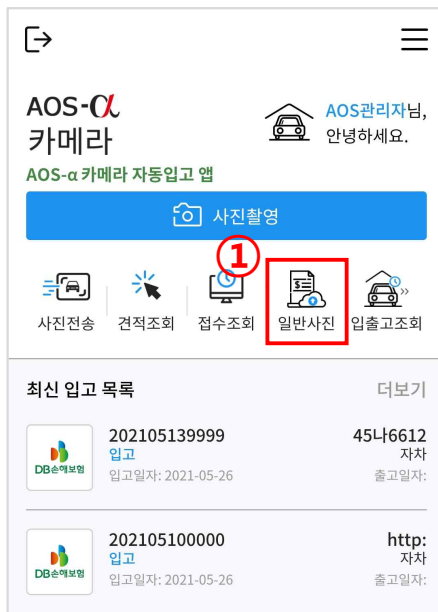 AOS-α
카메라
AOS-α 카메라 자동입고 앱
AOS관리자님,
안녕하세요.
사진촬영
①
사진전송 견적조회 접수조회 일반사진 입출고조회
최신 입고 목록 더보기
DB손해보험
202105139999 45나6612
입고 자차
입고일자: 2021-05-26 출고일자:
DB손해보험
202105100000 http:
입고 자차
입고일자: 2021-05-26 출고일자: